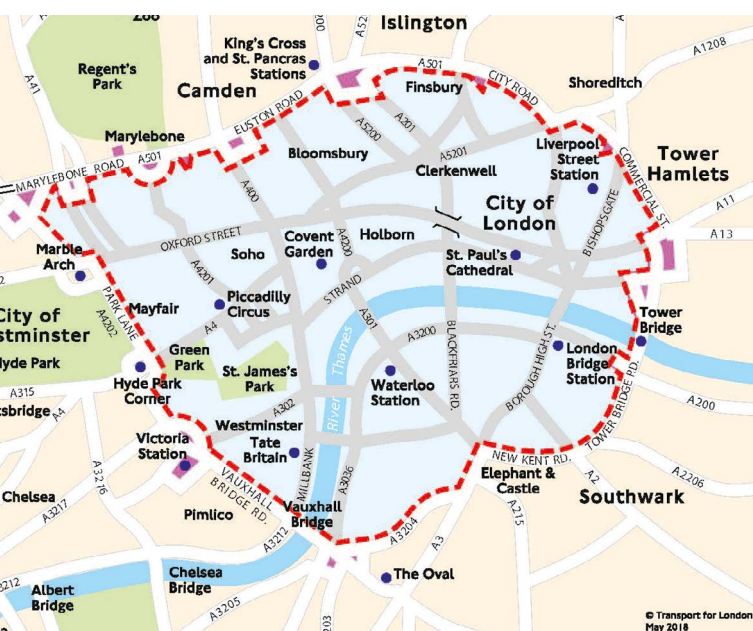 Islington
King's Cross
and St. Pancras
Stations
A501
A1208
Regent's
Park
A41
Camden
Finsbury
CITY ROAD
Shoreditch
EUSTON ROAD
A5200
A201
Marylebone
MARYLEBONE ROAD
A501
Bloomsbury
A5201
Clerkenwell
Liverpool
Street
Station
COMMERCIAL ST.
Tower
Hamlets
A400
City of
London
BISHOPSGATE
A11
A13
OXFORD STREET
Marble
Arch
Soho
Covent
Garden
A4200
Holborn
St. Paul's
Cathedral
A4201
STRAND
PARK LANE
A4202
Mayfair
Piccadilly
Circus
A4
A301
A3200
BLACKFRIARS RD.
BOROUGH HIGH ST.
Tower
Bridge
City of
stminster
yde Park
Green
Park
St. James's
Park
River Thames
London
Bridge
Station
A315
Hyde Park
Corner
Waterloo
Station
TOWER BRIDGE RD.
A200
sbridge
A4
A302
Westminster
Tate
Britain
Victoria
Station
MILLBANK
A3036
NEW KENT RD.
Elephant &
Castle
A2
A2206
Southwark
Chelsea
A3217
A3216
VAUXHALL
BRIDGE RD.
Vauxhall
Bridge
Pimlico
A3212
A3204
A3
A215
3212
Albert
Bridge
Chelsea
Bridge
A3205
The Oval
203
© Transport for London
May 2018